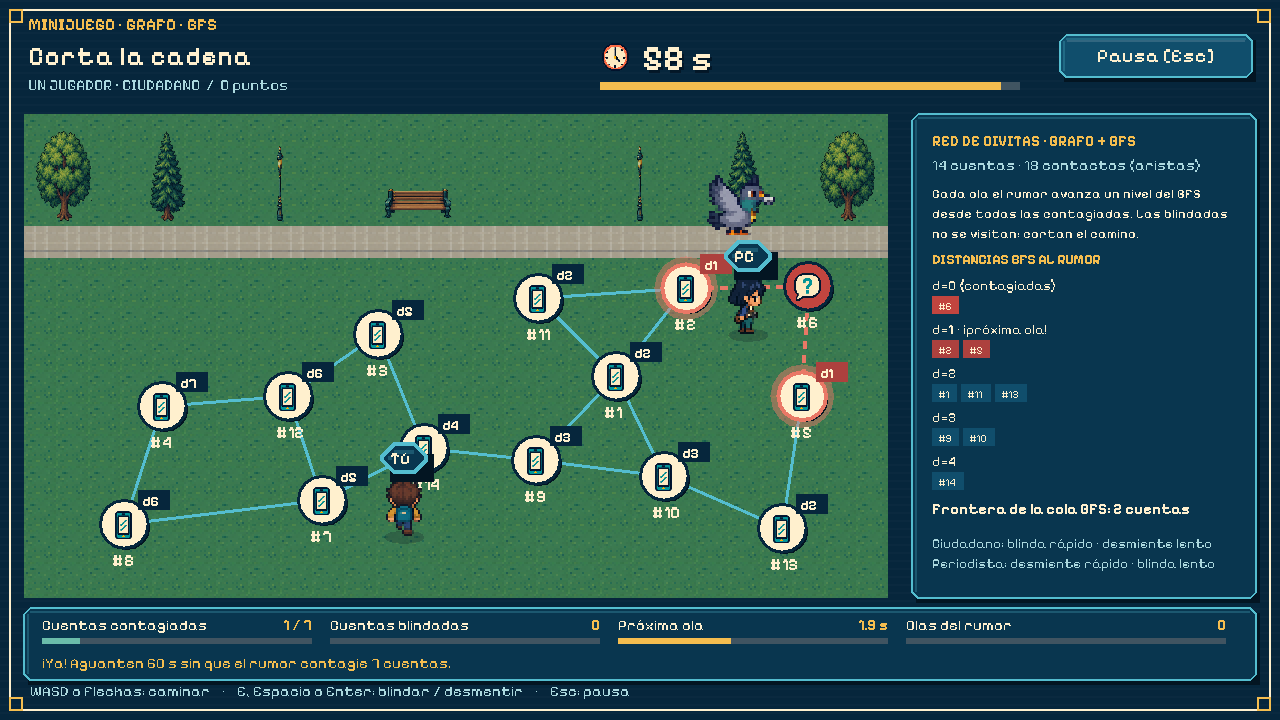 MINIJUEGO · GRAFO · BFS
Corta la cadena
UN JUGADOR · CIUDADANO / 0 puntos
58 s
Pausa (Esc)
RED DE CIVITAS · GRAFO + BFS
14 cuentas · 18 contactos (aristas)
Cada ola el rumor avanza un nivel del BFS
desde todas las contagiadas. Las blindadas
no se visitan: cortan el camino.
DISTANCIAS BFS AL RUMOR
d=0 (contagiadas)
#6
d=1 · ¡próxima ola!
#2 #5
d=2
#1 #11 #13
d=3
#9 #10
d=4
#14
Frontera de la cola BFS: 2 cuentas
Ciudadano: blinda rápido · desmiente lento
Periodista: desmiente rápido · blinda lento
PC
d1
#2
?
#6
d2
#11
d5
#3
d2
#1
d1
#5
d6
#12
d7
#4
d4
#14
TÚ
d3
#9
d3
#10
d5
#7
d6
#8
d2
#13
Cuentas contagiadas 1 / 7
Cuentas blindadas 0
Próxima ola 1.9 s
Olas del rumor 0
¡Ya! Aguanten 60 s sin que el rumor contagie 7 cuentas.
WASD o flechas: caminar · E, Espacio o Enter: blindar / desmentir · Esc: pausa